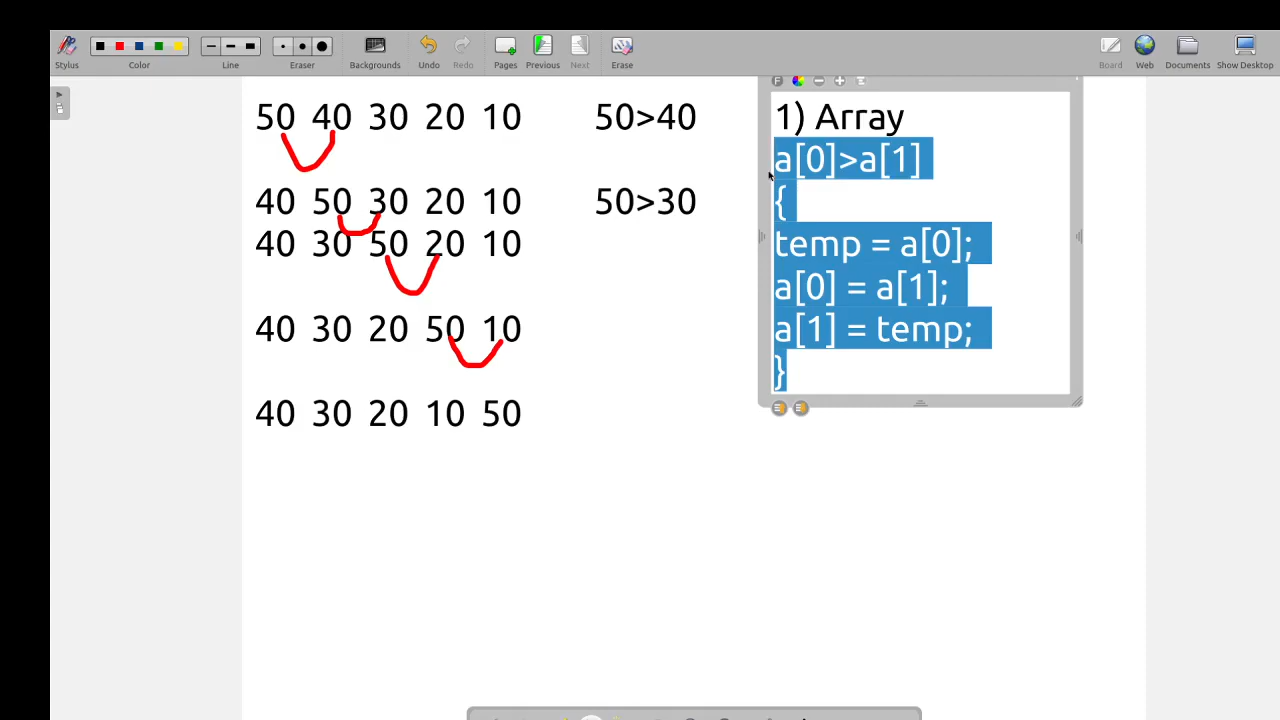 Stylus
Color
Line
Eraser
Backgrounds
Undo
Redo
Pages
Previous
Next
Erase
Board
Web
Documents
Show Desktop
50 40 30 20 10
50>40
40 50 30 20 10
50>30
40 30 50 20 10
40 30 20 50 10
40 30 20 10 50
F
1) Array
a[0]>a[1]
{
temp = a[0];
a[0] = a[1];
a[1] = temp;
}